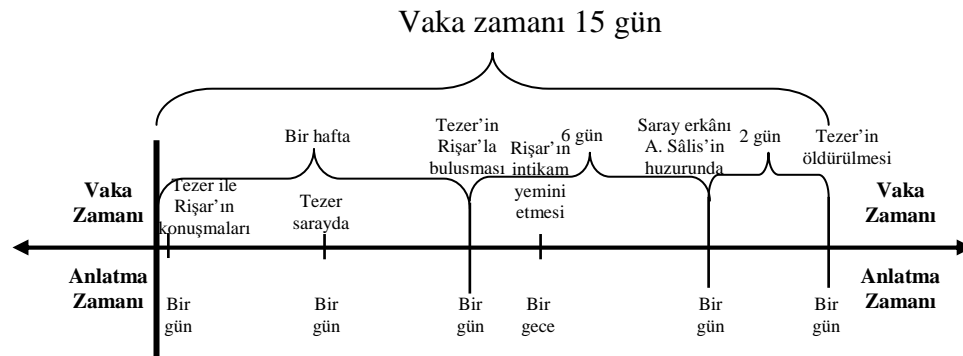 Vaka zamanı 15 gün
Bir hafta
Tezer'in
Rişar'la
bulusması
Rişar'ın
intikam
yemini
etmesi
6 gün
Saray erkânı
A. Sâlis'in
huzurunda
2 gün
Tezer'in
öldürülmesi
Vaka
Zamanı
Tezer ile
Rişar'ın
konuşmaları
Tezer
sarayda
Vaka
Zamanı
Anlatma
Zamanı
Bir
gün
Bir
gün
Bir
gün
Bir
gece
Bir
gün
Bir
gün
Anlatma
Zamanı